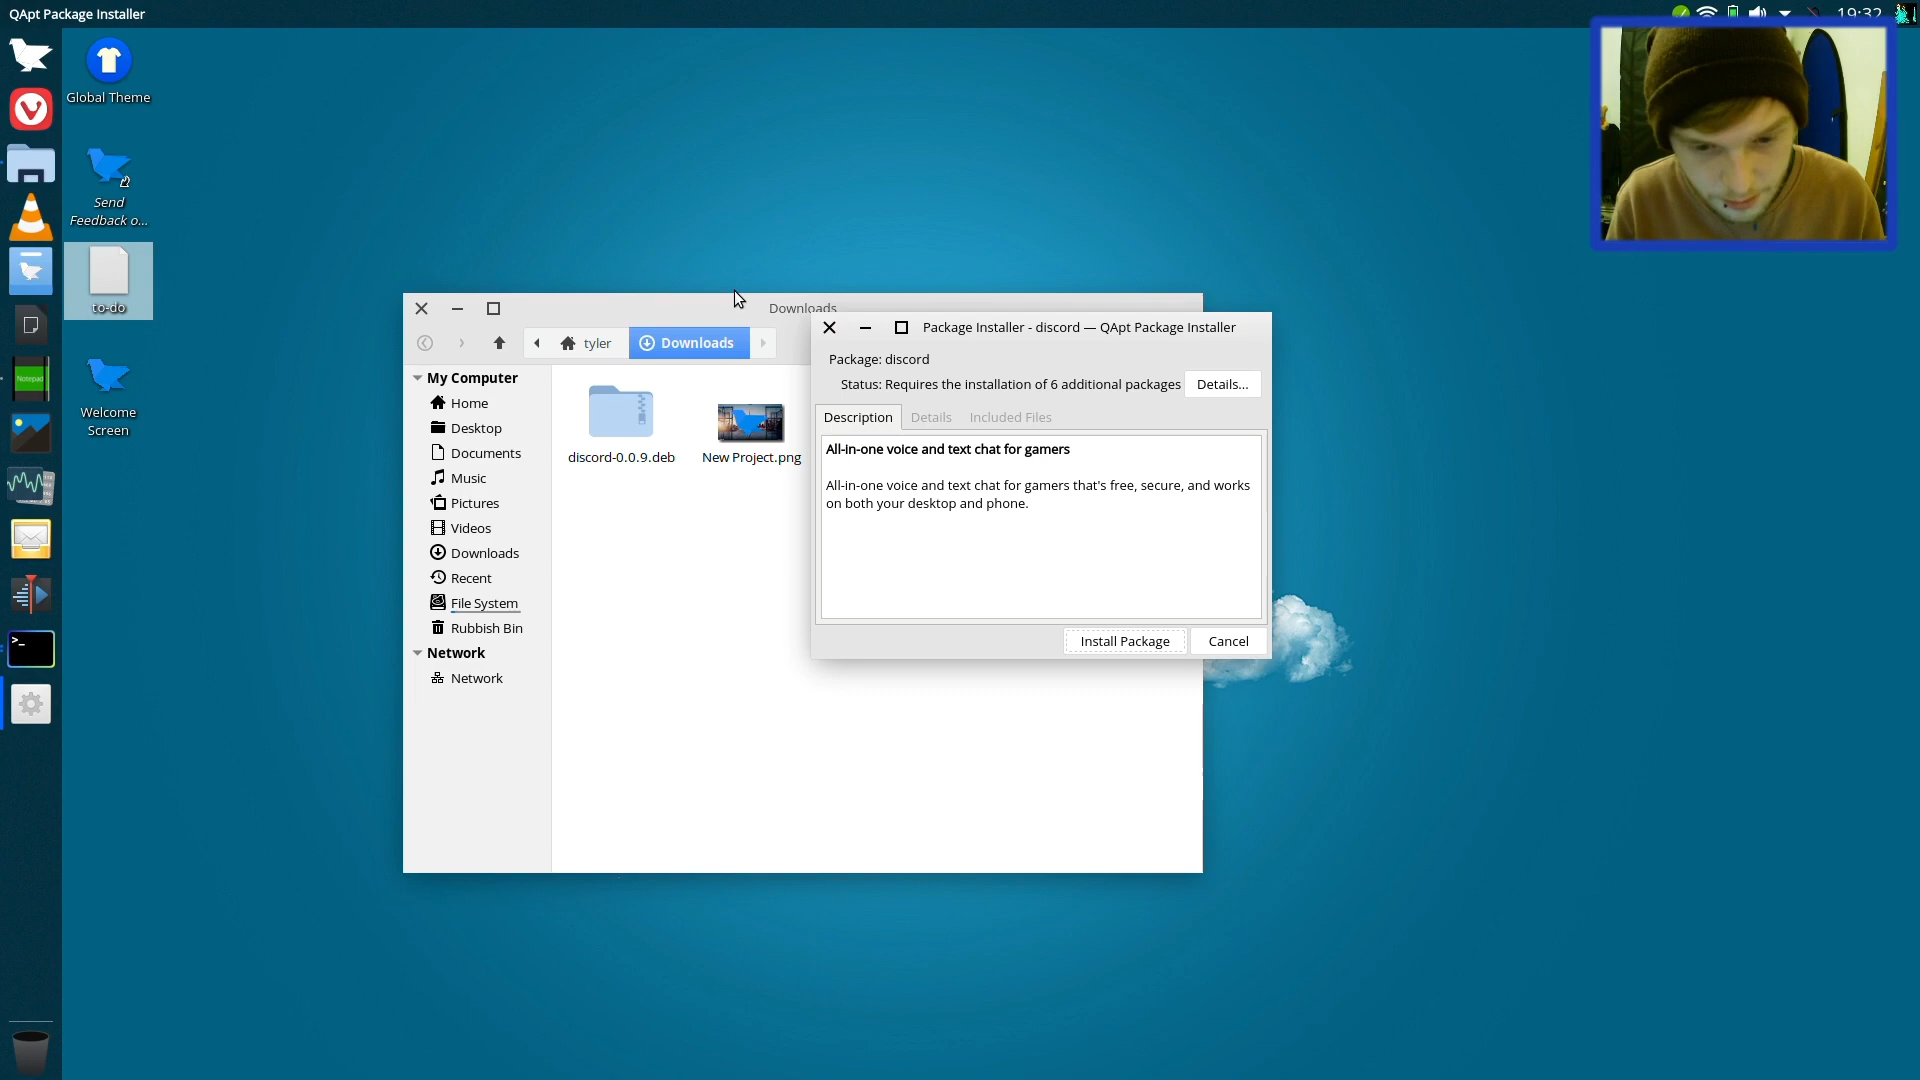 QApt Package Installer
19:32
Global Theme
Send
Feedback o...
to-do
Welcome
Screen
Notepad
>_
Downloads
tyler
Downloads
My Computer
Home
Desktop
Documents
Music
Pictures
Videos
Downloads
Recent
File System
Rubbish Bin
Network
Network
discord-0.0.9.deb
New Project.png
Package Installer - discord — QApt Package Installer
Package: discord
Status: Requires the installation of 6 additional packages
Details...
Description
Details
Included Files
All-in-one voice and text chat for gamers
All-in-one voice and text chat for gamers that's free, secure, and works
on both your desktop and phone.
Install Package
Cancel